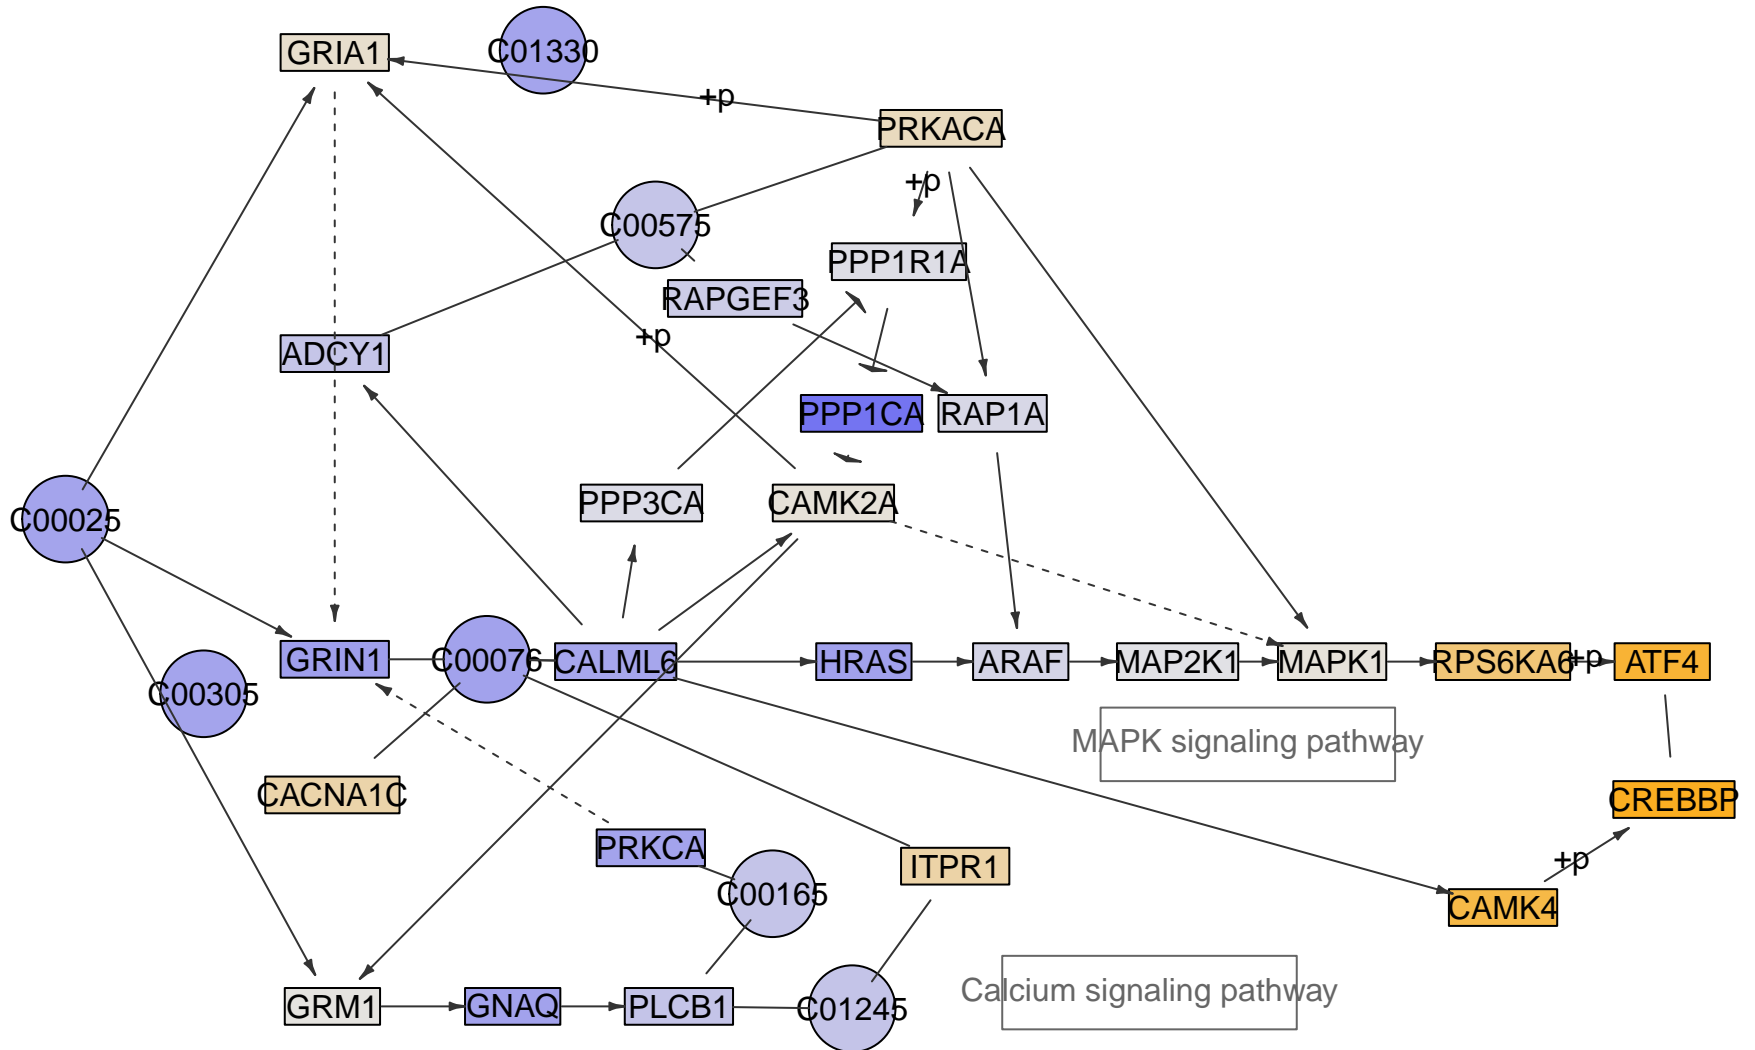 GRIA1
C01330
+p
PRKACA
+p
C00575
PPP1R1A
RAPGEF3
+p
ADCY1
PPP1CA
RAP1A
PPP3CA
CAMK2A
C00025
GRIN1
C00076
CALML6
HRAS
ARAF
MAP2K1
MAPK1
RPS6KA6
+p
ATF4
C00305
MAPK signaling pathway
CACNA1C
CREBBP
PRKCA
ITPR1
+p
C00165
CAMK4
Calcium signaling pathway
GRM1
GNAQ
PLCB1
C01245